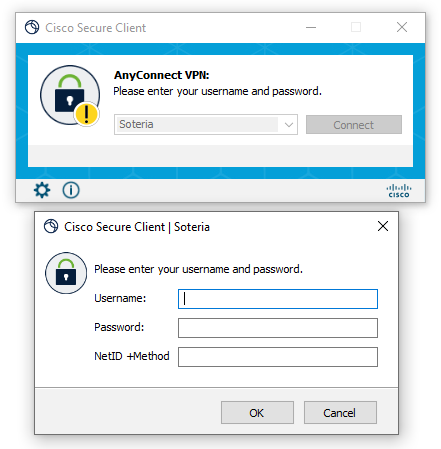 Cisco Secure Client
AnyConnect VPN:
Please enter your username and password.
Soteria
Connect
CISCO
Cisco Secure Client | Soteria
Please enter your username and password.
Username:
Password:
NetID +Method
OK
Cancel